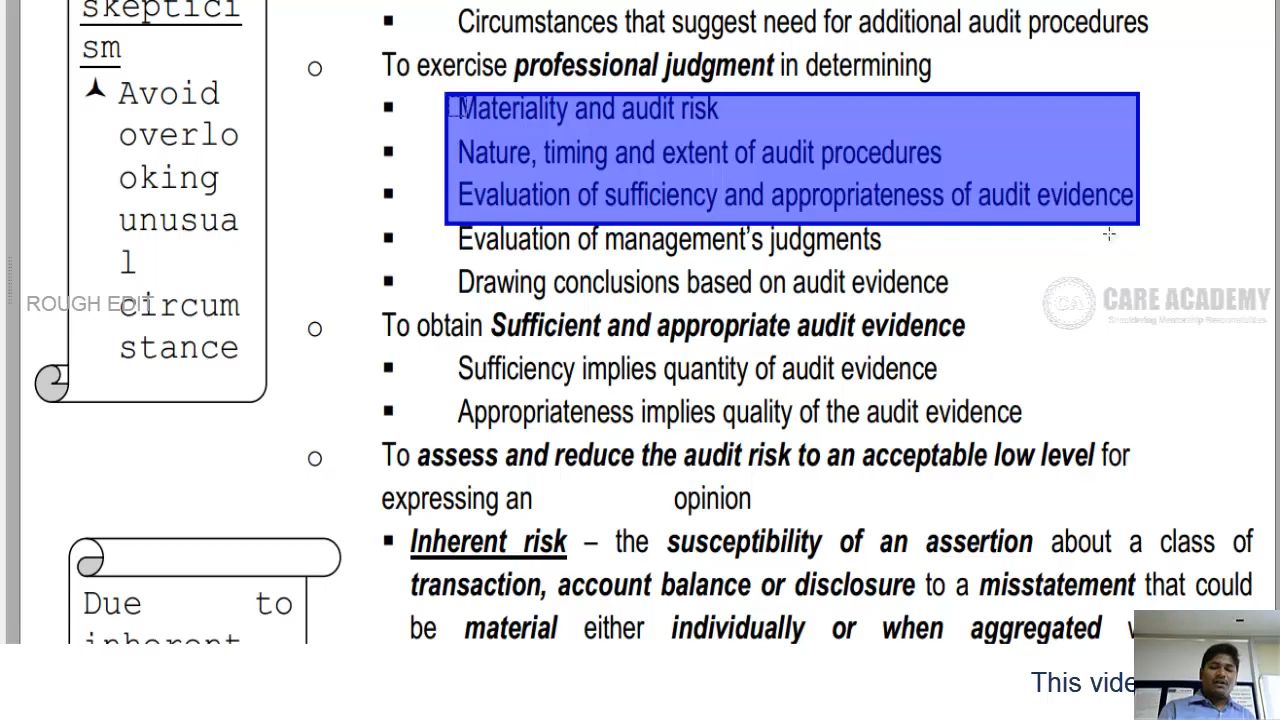 skeptici
sm
Avoid
overlo
oking
unusua
l
circum
stance
ROUGH EDIT
Due to
inherent
▪ Circumstances that suggest need for additional audit procedures
o To exercise professional judgment in determining
▪ Materiality and audit risk
▪ Nature, timing and extent of audit procedures
▪ Evaluation of sufficiency and appropriateness of audit evidence
▪ Evaluation of management’s judgments
▪ Drawing conclusions based on audit evidence
o To obtain Sufficient and appropriate audit evidence
▪ Sufficiency implies quantity of audit evidence
▪ Appropriateness implies quality of the audit evidence
o To assess and reduce the audit risk to an acceptable low level for
expressing an opinion
▪ Inherent risk – the susceptibility of an assertion about a class of
transaction, account balance or disclosure to a misstatement that could
be material either individually or when aggregated
CA CARE ACADEMY
This vide